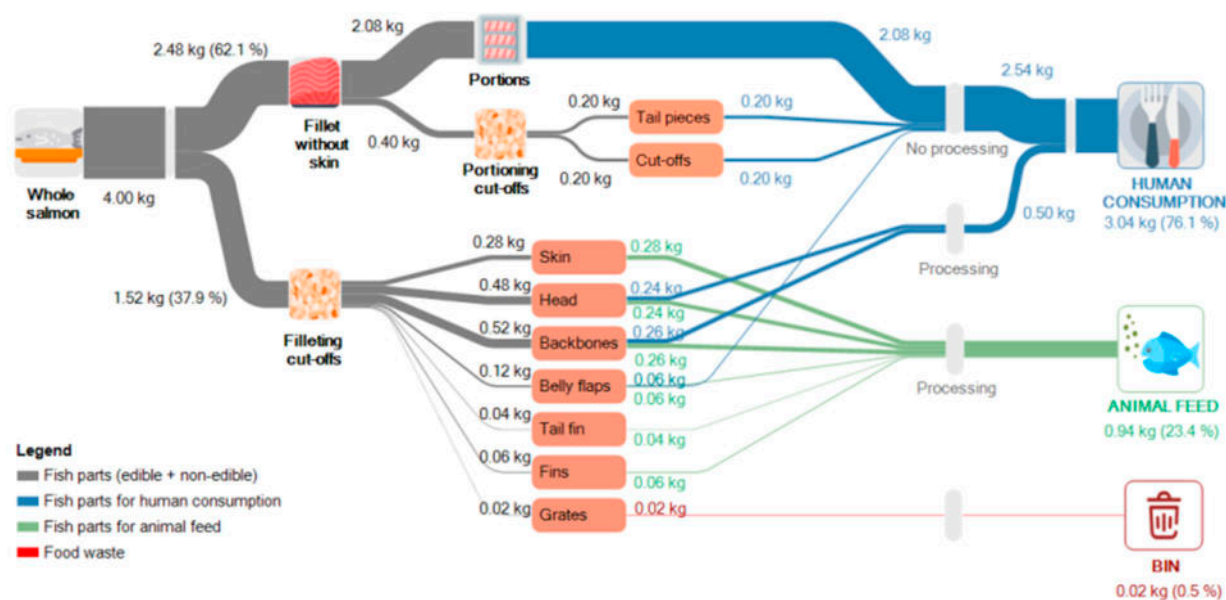 2.08 kg
2.48 kg (62.1 %)
2.08 kg
2.54 kg
Portions
0.20 kg
Tail pieces
0.20 kg
Fillet
without
skin
0.40 kg
No processing
Whole
salmon
4.00 kg
Portioning
cut-offs
0.20 kg
Cut-offs
0.20 kg
HUMAN
CONSUMPTION
3.04 kg (76.1 %)
0.50 kg
0.28 kg
Skin
0.28 kg
Processing
1.52 kg (37.9 %)
0.48 kg
Head
0.24 kg
0.24 kg
Filleting
cut-offs
0.52 kg
Backbones
0.26 kg
0.26 kg
0.12 kg
Belly flaps
0.06 kg
0.06 kg
Processing
ANIMAL FEED
0.94 kg (23.4 %)
0.04 kg
Tail fin
0.04 kg
0.06 kg
Fins
0.06 kg
0.02 kg
Grates
0.02 kg
BIN
0.02 kg (0.5 %)
Legend
Fish parts (edible + non-edible)
Fish parts for human consumption
Fish parts for animal feed
Food waste